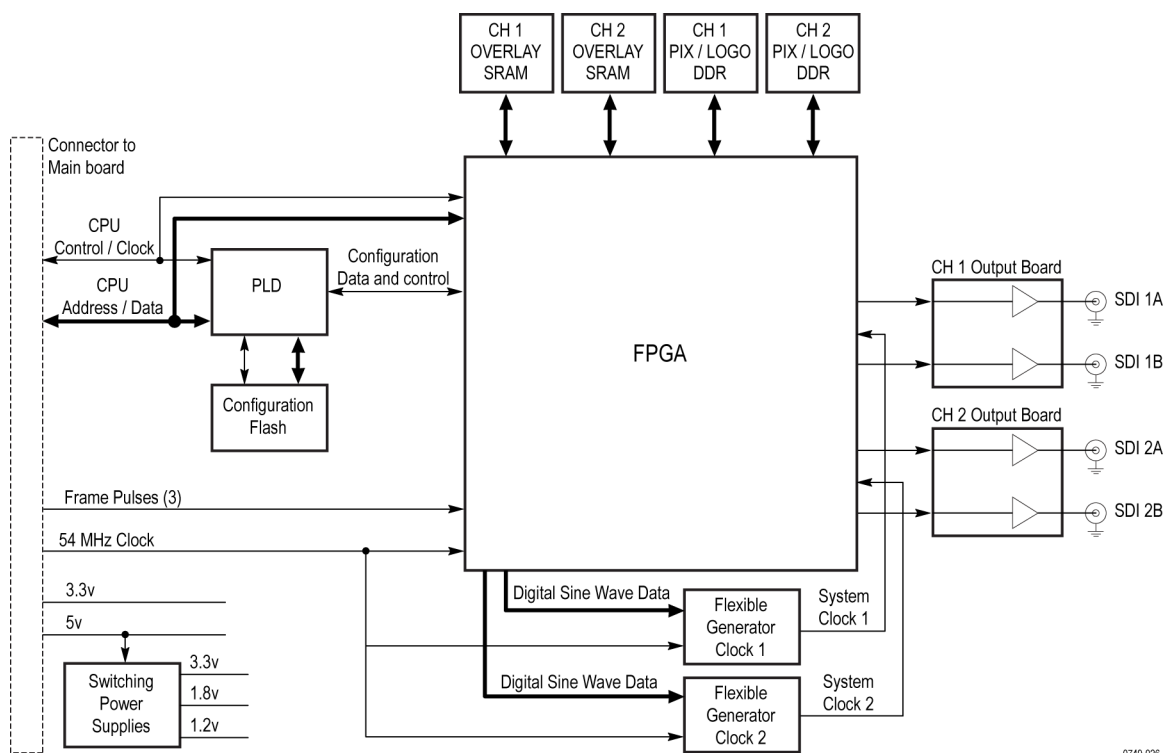 CH 1
OVERLAY
SRAM
CH 2
OVERLAY
SRAM
CH 1
PIX / LOGO
DDR
CH 2
PIX / LOGO
DDR
Connector to
Main board
CPU
Control / Clock
CPU
Address / Data
PLD
Configuration
Data and control
Configuration
Flash
FPGA
CH 1 Output Board
SDI 1A
SDI 1B
CH 2 Output Board
SDI 2A
SDI 2B
Frame Pulses (3)
54 MHz Clock
3.3v
5v
Switching
Power
Supplies
3.3v
1.8v
1.2v
Digital Sine Wave Data
Flexible
Generator
Clock 1
System
Clock 1
Digital Sine Wave Data
Flexible
Generator
Clock 2
System
Clock 2
0749-026